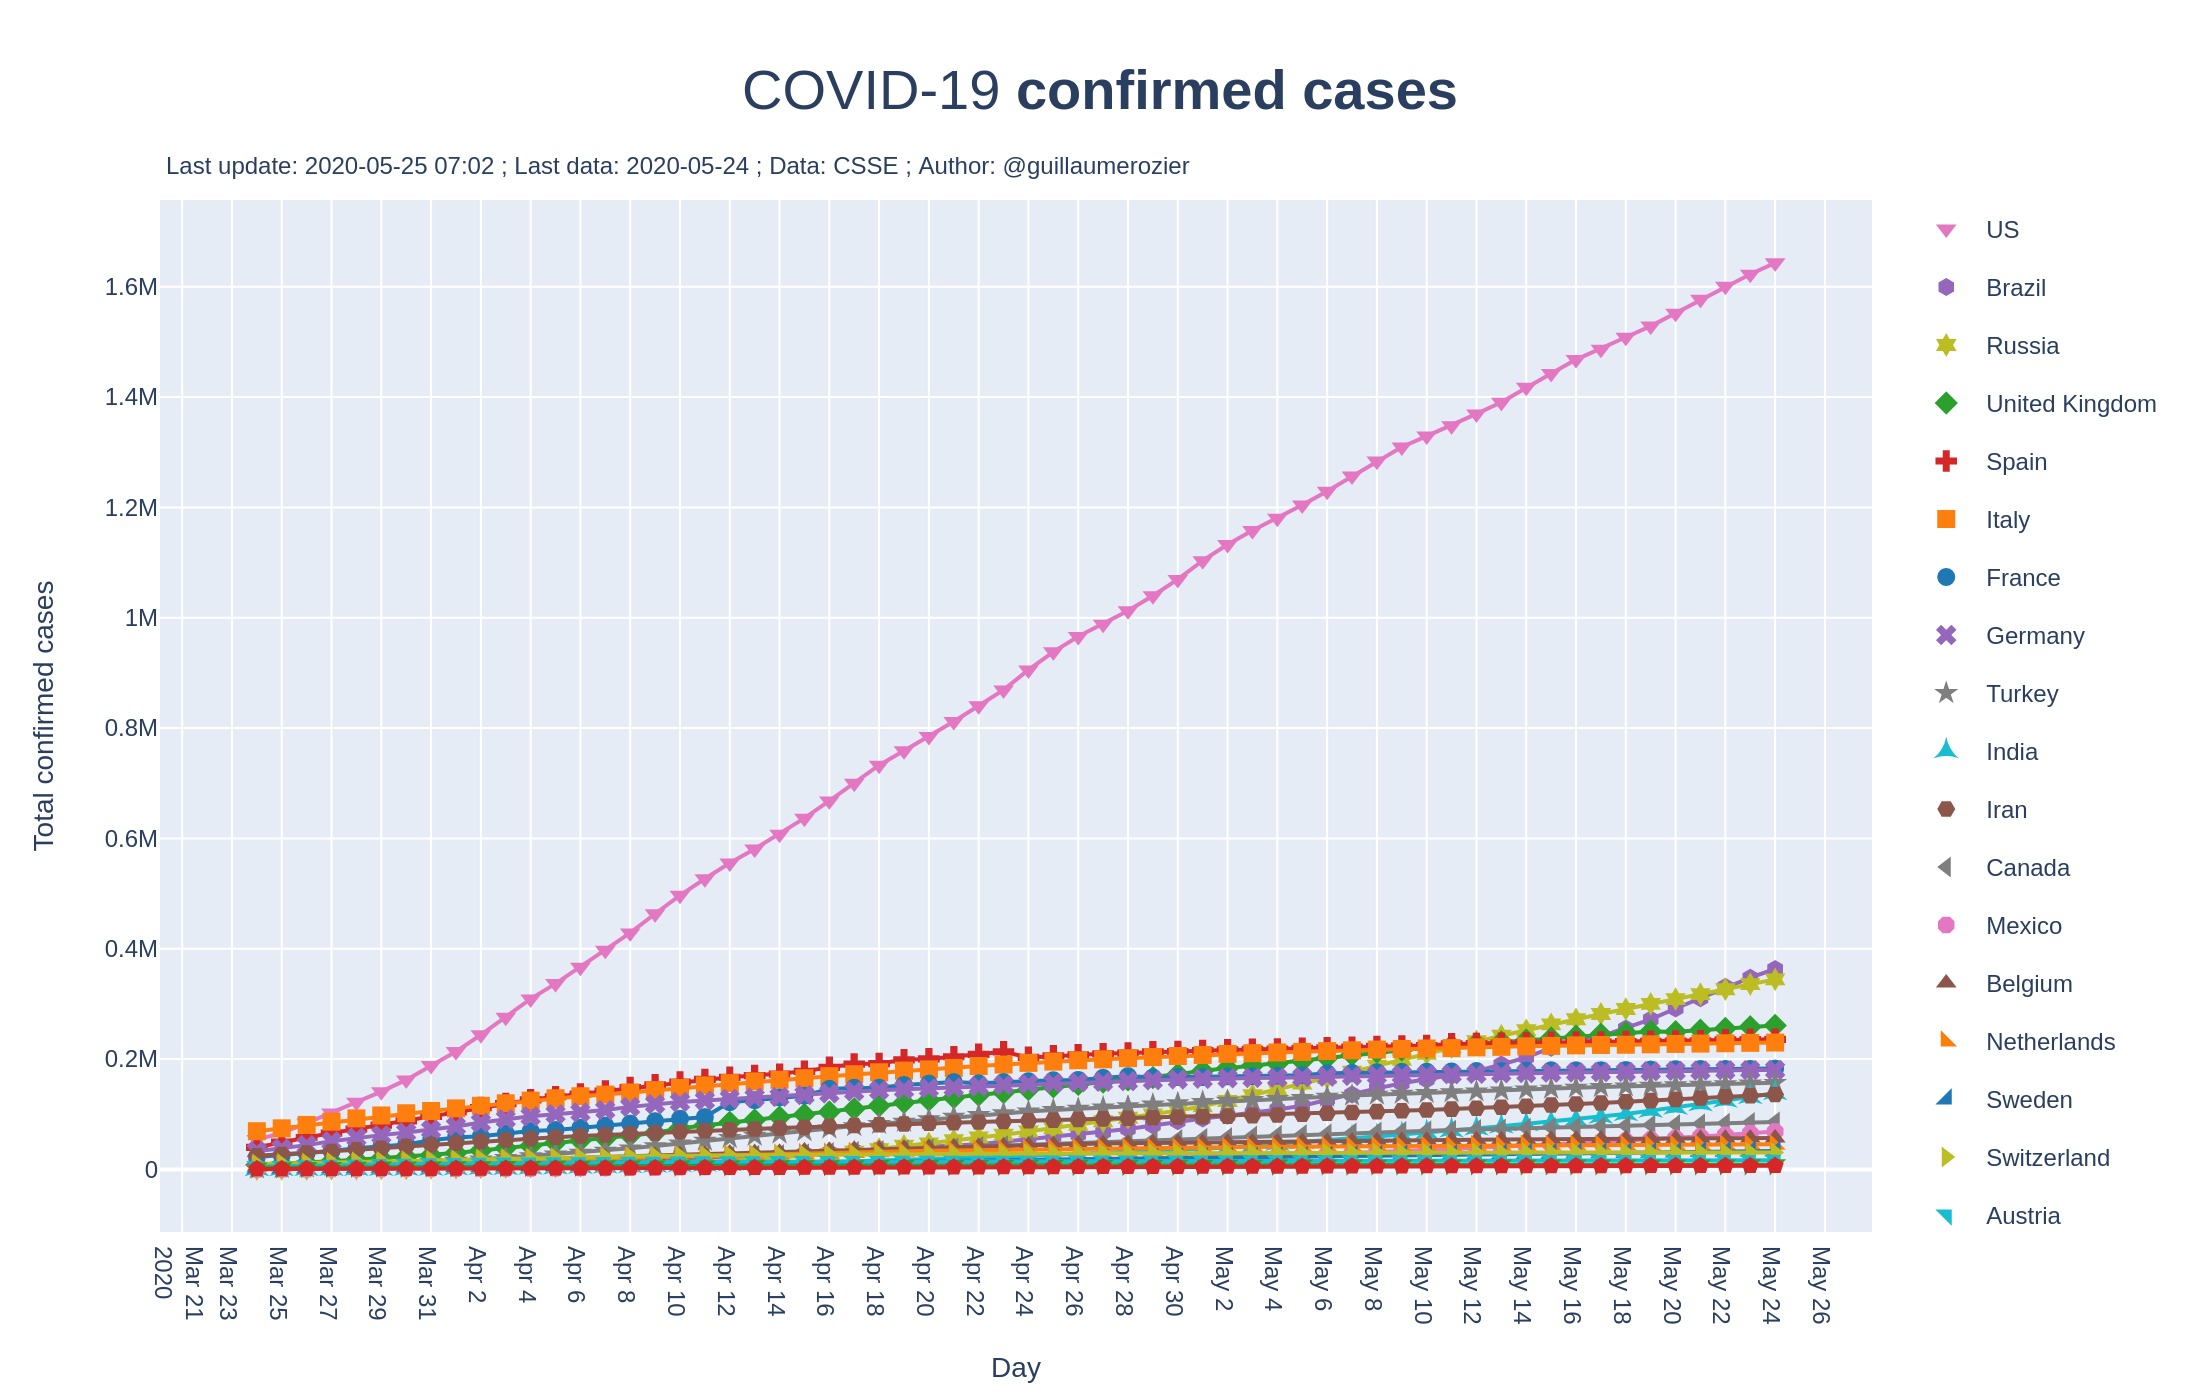 COVID-19 confirmed cases
Last update: 2020-05-25 07:02 ; Last data: 2020-05-24 ; Data: CSSE ; Author: @guillaumerozier
Total confirmed cases
1.6M
1.4M
1.2M
1M
0.8M
0.6M
0.4M
0.2M
0
Mar 21
2020
Mar 23
Mar 25
Mar 27
Mar 29
Mar 31
Apr 2
Apr 4
Apr 6
Apr 8
Apr 10
Apr 12
Apr 14
Apr 16
Apr 18
Apr 20
Apr 22
Apr 24
Apr 26
Apr 28
Apr 30
May 2
May 4
May 6
May 8
May 10
May 12
May 14
May 16
May 18
May 20
May 22
May 24
May 26
Day
US
Brazil
Russia
United Kingdom
Spain
Italy
France
Germany
Turkey
India
Iran
Canada
Mexico
Belgium
Netherlands
Sweden
Switzerland
Austria